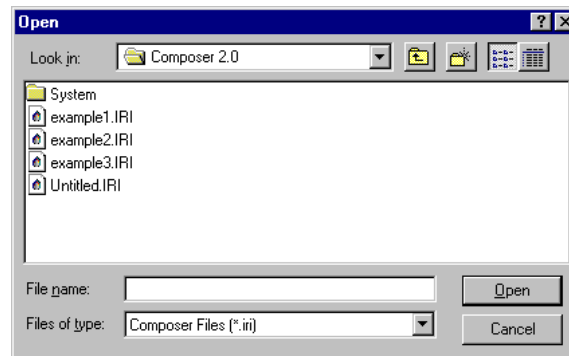 Open
Look in: Composer 2.0
System
example1.IRI
example2.IRI
example3.IRI
Untitled.IRI
File name: Open
Files of type: Composer Files (*.iri) Cancel